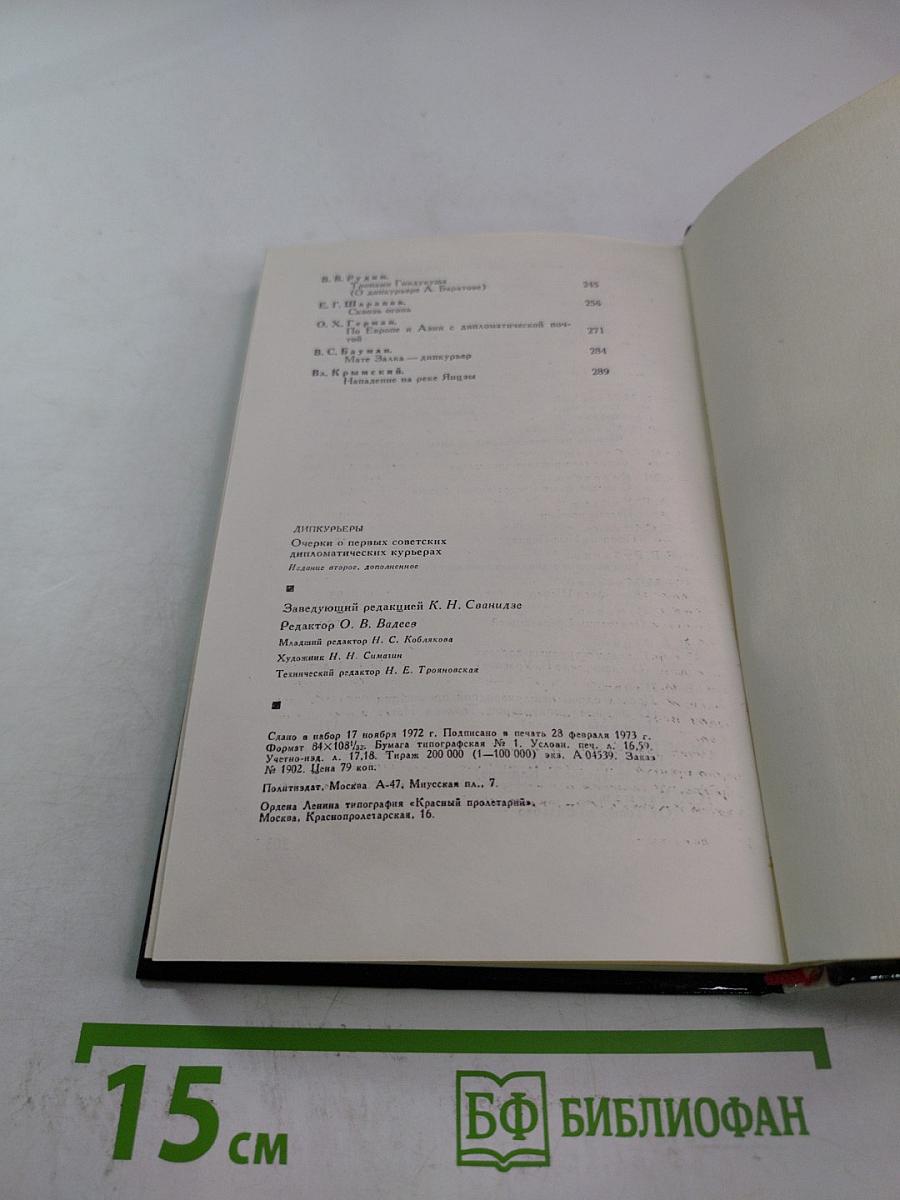 В. В. Рудин.
Тропами Гиндукуша
(О дипкурьере А. Баратове) 245
Е. Г. Шарапов.
Сквозь огонь 256
О. Х. Герман.
По Европе и Азии с дипломатической поч-
той 271
В. С. Бауман.
Мате Залка — дипкурьер 284
Вл. Крымский.
Нападение на реке Янцзы 289
ДИПКУРЬЕРЫ
Очерки о первых советских
дипломатических курьерах
Издание второе, дополненное
Заведующий редакцией К. Н. Сванидзе
Редактор О. В. Вадеев
Младший редактор Н. С. Коблякова
Художник Н. Н. Симагин
Технический редактор Н. Е. Трояновская
Сдано в набор 17 ноября 1972 г. Подписано в печать 28 февраля 1973 г.
Формат 84×108¹/₃₂. Бумага типографская № 1. Условн. печ. л. 16,59.
Учетно-изд. л. 17,18. Тираж 200 000 (1—100 000) экз. А 04539. Заказ
№ 1902. Цена 79 коп.
Политиздат, Москва А-47, Миусская пл., 7.
Ордена Ленина типография «Красный пролетарий».
Москва, Краснопролетарская, 16.
15 см
БФ БИБЛИОФАН